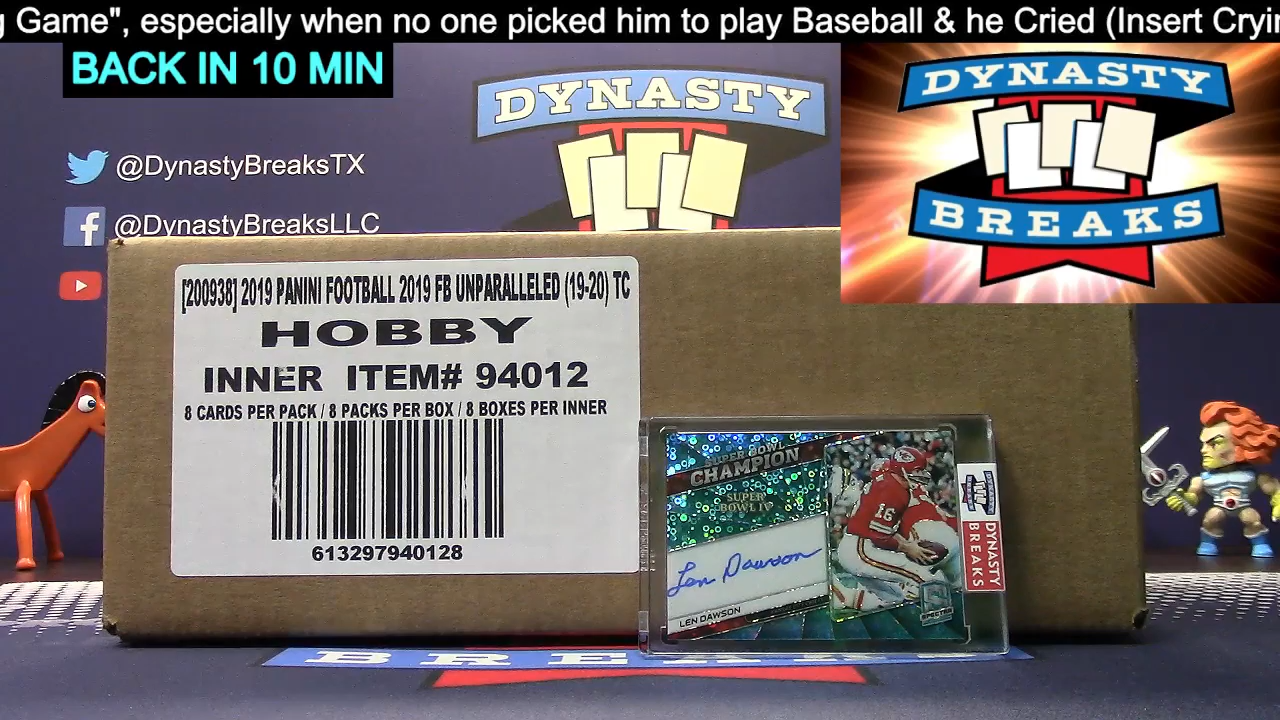 g Game", especially when no one picked him to play Baseball & he Cried (Insert Cryin
BACK IN 10 MIN
@DynastyBreaksTX
@DynastyBreaksLLC
DYNASTY
DYNASTY
BREAKS
[200938] 2019 PANINI FOOTBALL 2019 FB UNPARALLELED (19-20) TC
HOBBY
INNER ITEM# 94012
8 CARDS PER PACK / 8 PACKS PER BOX / 8 BOXES PER INNER
613297940128
SUPER BOWL
CHAMPION
SUPER
BOWL IV
16
Len Dawson
LEN DAWSON
SPECTRA
DYNASTY
BREAKS
BREAKS